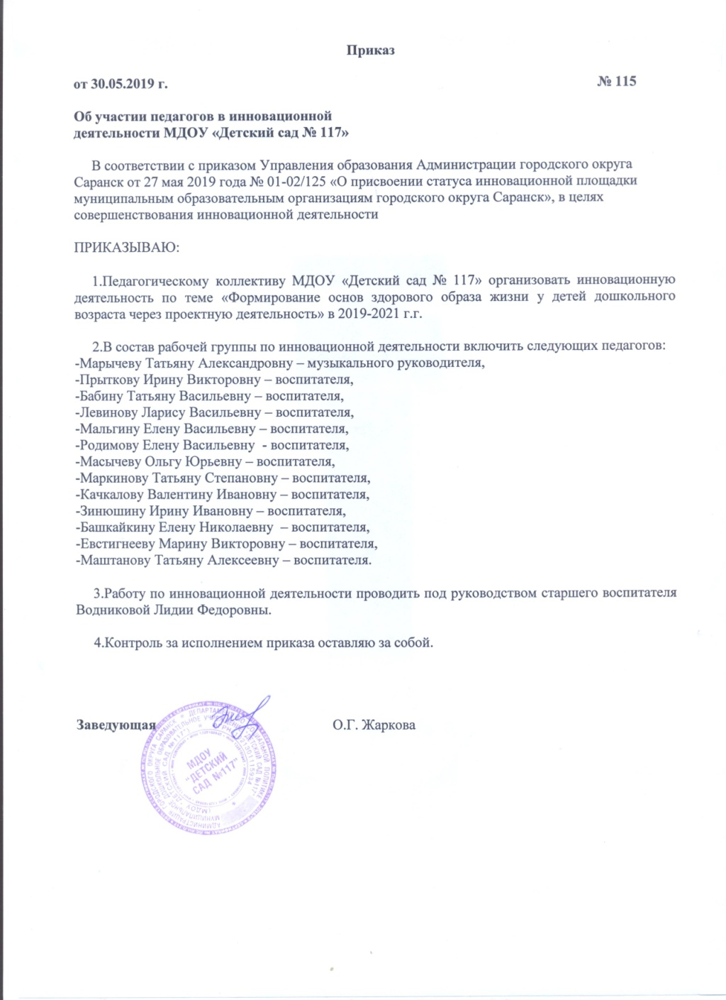 Приказ
от 30.05.2019 г.
№ 115
Об участии педагогов в инновационной
деятельности МДОУ «Детский сад № 117»
В соответствии с приказом Управления образования Администрации городского округа
Саранск от 27 мая 2019 года № 01-02/125 «О присвоении статуса инновационной площадки
муниципальным образовательным организациям городского округа Саранск», в целях
совершенствования инновационной деятельности
ПРИКАЗЫВАЮ:
1.Педагогическому коллективу МДОУ «Детский сад № 117» организовать инновационную
деятельность по теме «Формирование основ здорового образа жизни у детей дошкольного
возраста через проектную деятельность» в 2019-2021 г.г.
2.В состав рабочей группы по инновационной деятельности включить следующих педагогов:
-Марычеву Татьяну Александровну – музыкального руководителя,
-Прыткову Ирину Викторовну – воспитателя,
-Бабину Татьяну Васильевну – воспитателя,
-Левинову Ларису Васильевну – воспитателя,
-Мальгину Елену Васильевну – воспитателя,
-Родимову Елену Васильевну - воспитателя,
-Масычеву Ольгу Юрьевну – воспитателя,
-Маркинову Татьяну Степановну – воспитателя,
-Качкалову Валентину Ивановну – воспитателя,
-Зинюшину Ирину Ивановну – воспитателя,
-Башкайкину Елену Николаевну – воспитателя,
-Евстигнееву Марину Викторовну – воспитателя,
-Маштанову Татьяну Алексеевну – воспитателя.
3.Работу по инновационной деятельности проводить под руководством старшего воспитателя
Водниковой Лидии Федоровны.
4.Контроль за исполнением приказа оставляю за собой.
Заведующая
О.Г. Жаркова
МДОУ
"ДЕТСКИЙ
САД №117"